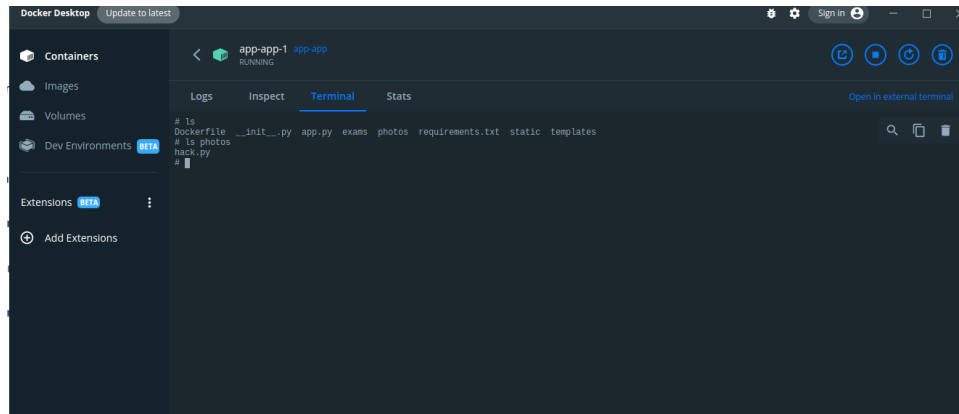 Docker Desktop Update to latest Sign in
Containers
Images
Volumes
Dev Environments BETA
Extensions BETA
Add Extensions
app-app-1 app-app
RUNNING
Logs Inspect Terminal Stats Open in external terminal
# ls
Dockerfile __init__.py app.py exams photos requirements.txt static templates
# ls photos
hack.py
#